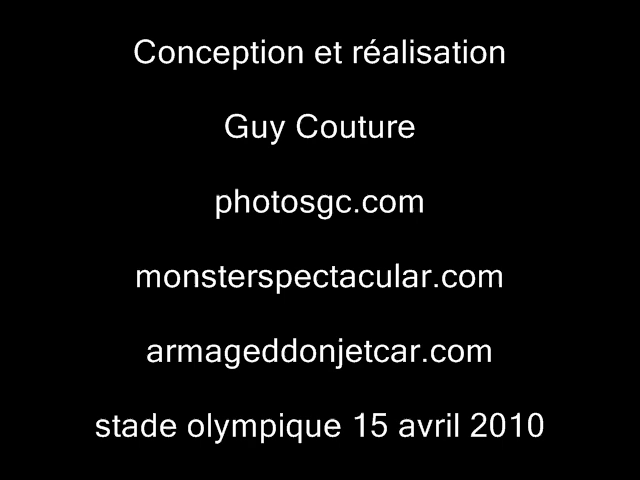 Conception et réalisation
Guy Couture
photosgc.com
monsterspectacular.com
armageddonjetcar.com
stade olympique 15 avril 2010